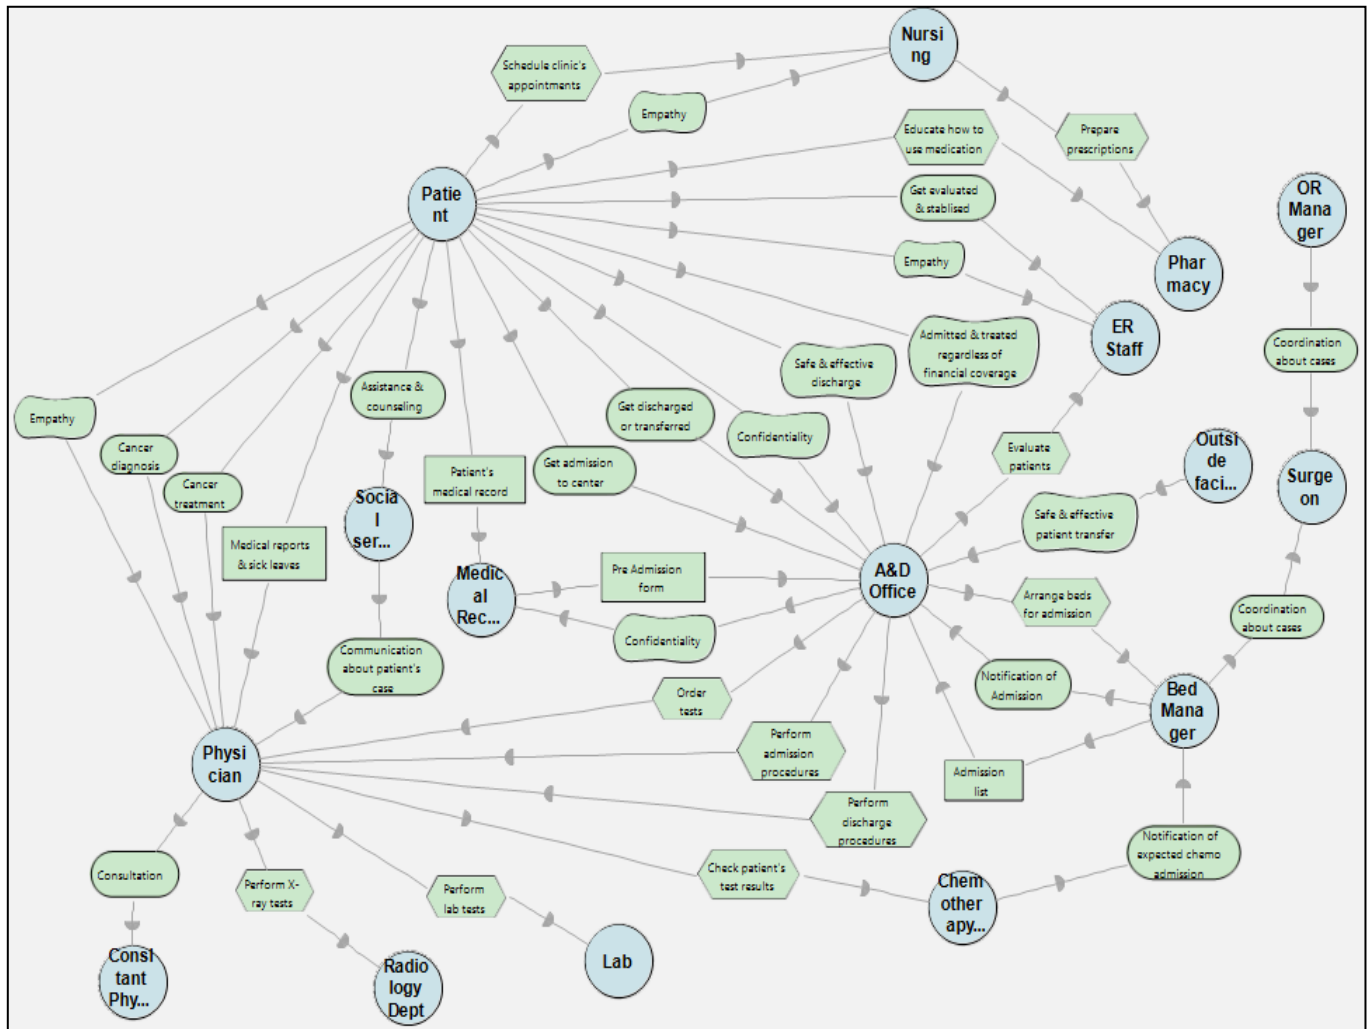 Nursi
ng
Schedule clinic's
appointments
Empathy
Educate how to
use medication
Prepare
prescriptions
Patie
nt
Get evaluated
& stablised
OR
Mana
ger
Empathy
Phar
macy
ER
Staff
Admitted & treated
regardless of
financial coverage
Safe & effective
discharge
Coordination
about cases
Assistance &
counseling
Empathy
Get discharged
or transferred
Confidentiality
Cancer
diagnosis
Evaluate
patients
Outsi
de
faci...
Patient's
medical record
Get admission
to center
Surge
on
Cancer
treatment
Socia
l
ser...
Safe & effective
patient transfer
Medical reports
& sick leaves
Medic
al
Rec...
Pre Admission
form
A&D
Office
Arrange beds
for admission
Coordination
about cases
Confidentiality
Communication
about patient's
case
Order
tests
Notification of
Admission
Bed
Mana
ger
Physi
cian
Perform
admission
procedures
Admission
list
Perform
discharge
procedures
Notification of
expected chemo
admission
Consultation
Perform X-
ray tests
Perform
lab tests
Check patient's
test results
Chem
other
apy...
Consl
tant
Phy...
Radio
logy
Dept
Lab